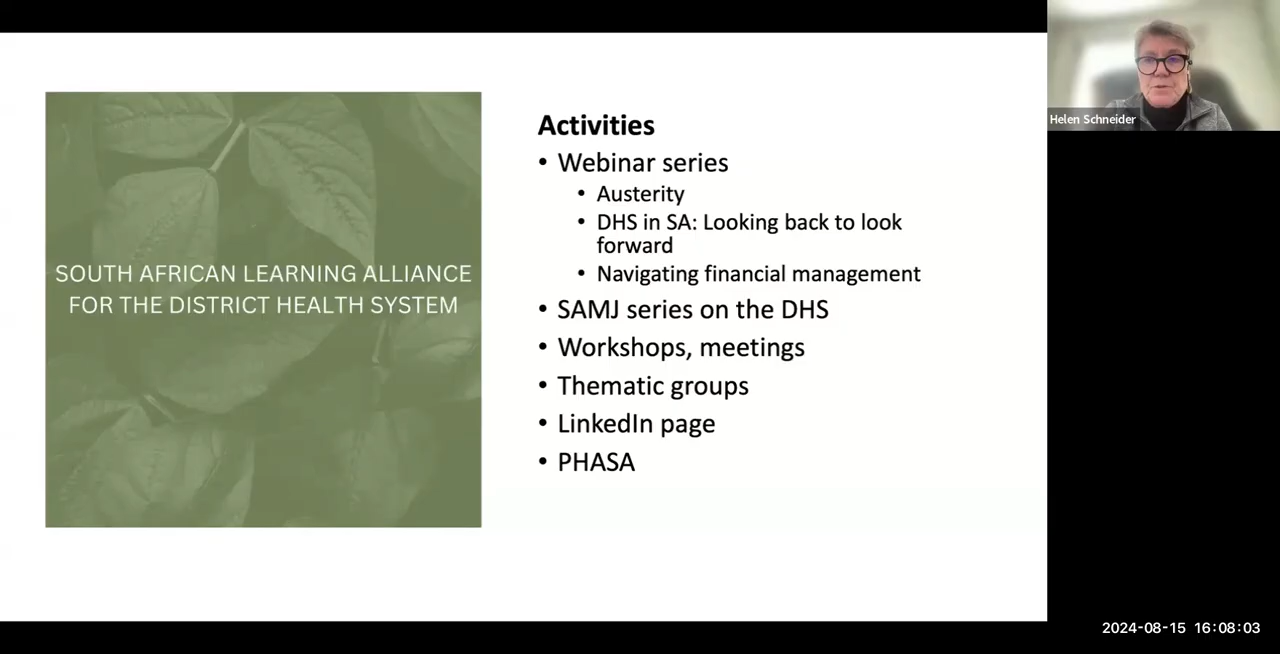 SOUTH AFRICAN LEARNING ALLIANCE
FOR THE DISTRICT HEALTH SYSTEM
Activities
• Webinar series
• Austerity
• DHS in SA: Looking back to look
forward
• Navigating financial management
• SAMJ series on the DHS
• Workshops, meetings
• Thematic groups
• LinkedIn page
• PHASA
Helen Schneider
2024-08-15 16:08:03